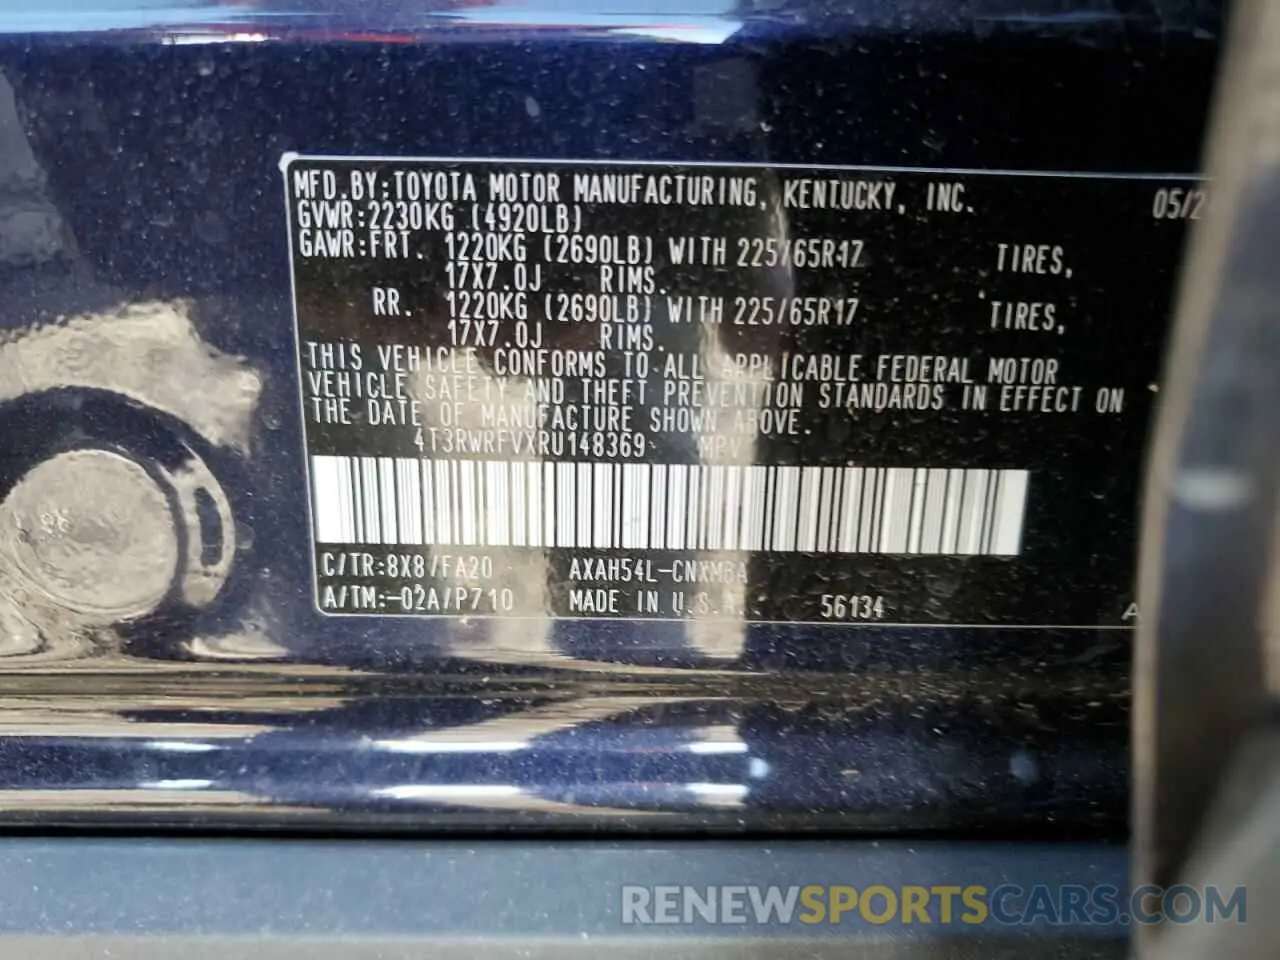 MFD.BY:TOYOTA MOTOR MANUFACTURING, KENTUCKY, INC. 05/2
GVWR:2230KG (4920LB)
GAWR:FRT. 1220KG (2690LB) WITH 225/65R17 TIRES,
17X7.0J RIMS.
RR. 1220KG (2690LB) WITH 225/65R17 TIRES,
17X7.0J RIMS.
THIS VEHICLE CONFORMS TO ALL APPLICABLE FEDERAL MOTOR
VEHICLE SAFETY AND THEFT PREVENTION STANDARDS IN EFFECT ON
THE DATE OF MANUFACTURE SHOWN ABOVE.
4T3RWRFVXRU148369 MPV
C/TR:8X8/FA20 AXAH54L-CNXMBA
A/TM:-02A/P710 MADE IN U.S.A. 56134 A
RENEWSPORTSCARS.COM